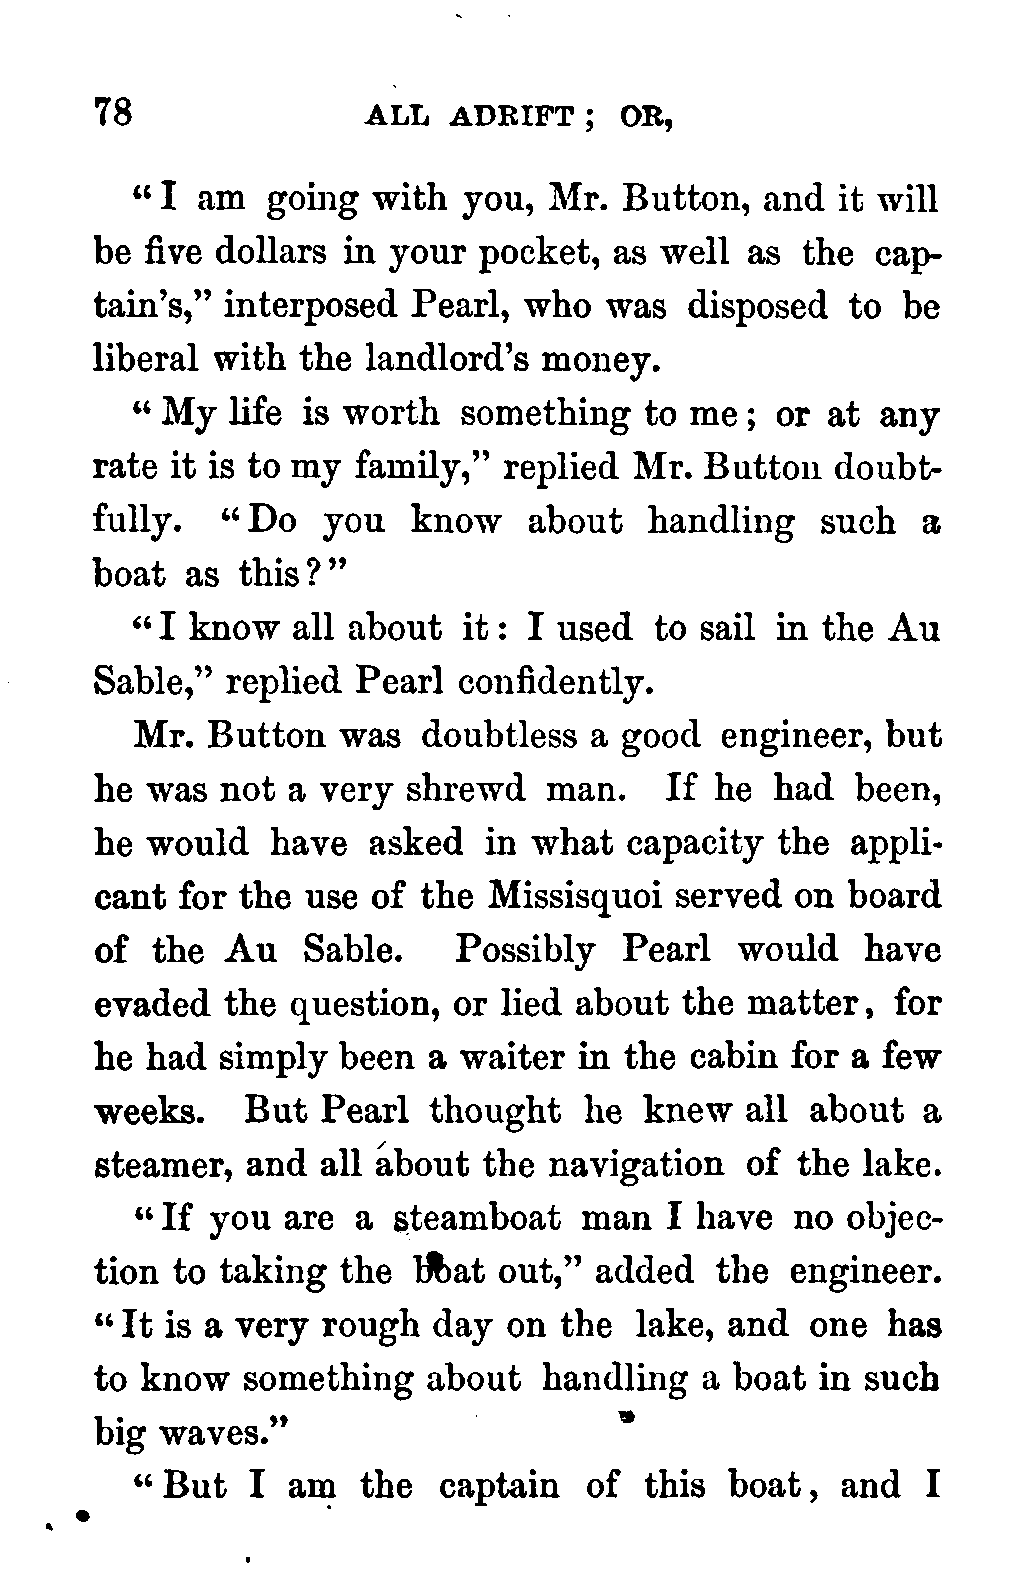 78 ALL ADRIFT; OR,
"I am going with you, Mr. Button, and it will
be five dollars in your pocket, as well as the cap-
tain's," interposed Pearl, who was disposed to be
liberal with the landlord's money.
"My life is worth something to me; or at any
rate it is to my family," replied Mr. Button doubt-
fully. "Do you know about handling such a
boat as this?"
"I know all about it: I used to sail in the Au
Sable," replied Pearl confidently.
Mr. Button was doubtless a good engineer, but
he was not a very shrewd man. If he had been,
he would have asked in what capacity the appli-
cant for the use of the Missisquoi served on board
of the Au Sable. Possibly Pearl would have
evaded the question, or lied about the matter, for
he had simply been a waiter in the cabin for a few
weeks. But Pearl thought he knew all about a
steamer, and all about the navigation of the lake.
"If you are a steamboat man I have no objec-
tion to taking the boat out," added the engineer.
"It is a very rough day on the lake, and one has
to know something about handling a boat in such
big waves."
"But I am the captain of this boat, and I